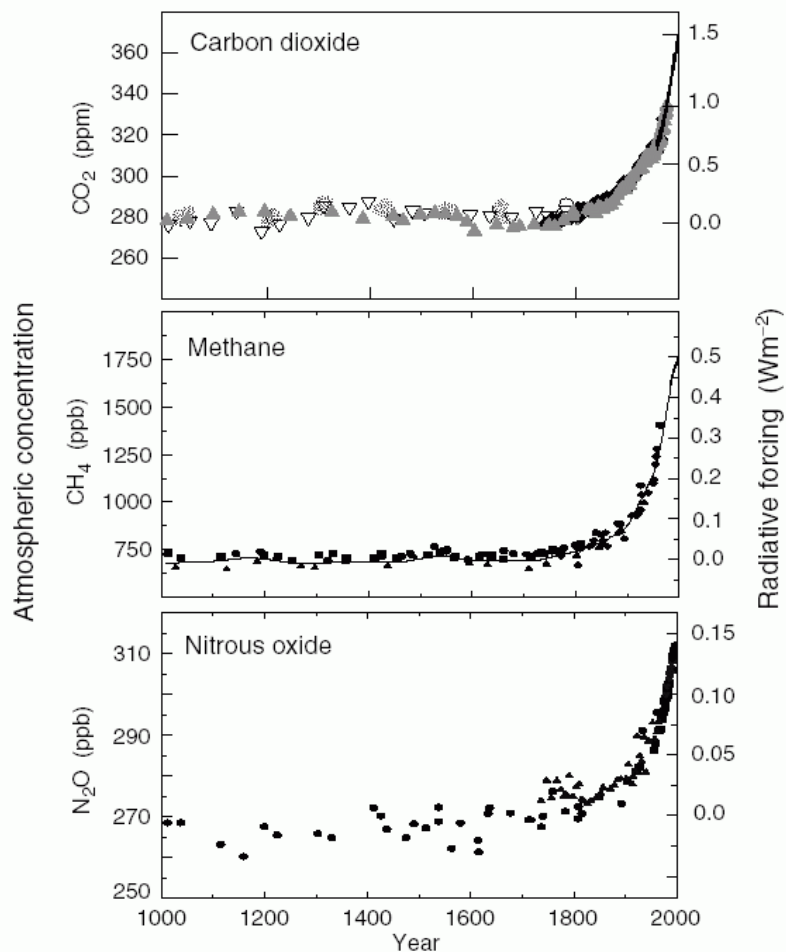 Atmospheric concentration
Radiative forcing (Wm⁻²)
Carbon dioxide
CO₂ (ppm)
360
340
320
300
280
260
1.5
1.0
0.5
0.0
Methane
CH₄ (ppb)
1750
1500
1250
1000
750
0.5
0.4
0.3
0.2
0.1
0.0
Nitrous oxide
N₂O (ppb)
310
290
270
250
0.15
0.10
0.05
0.0
1000 1200 1400 1600 1800 2000
Year